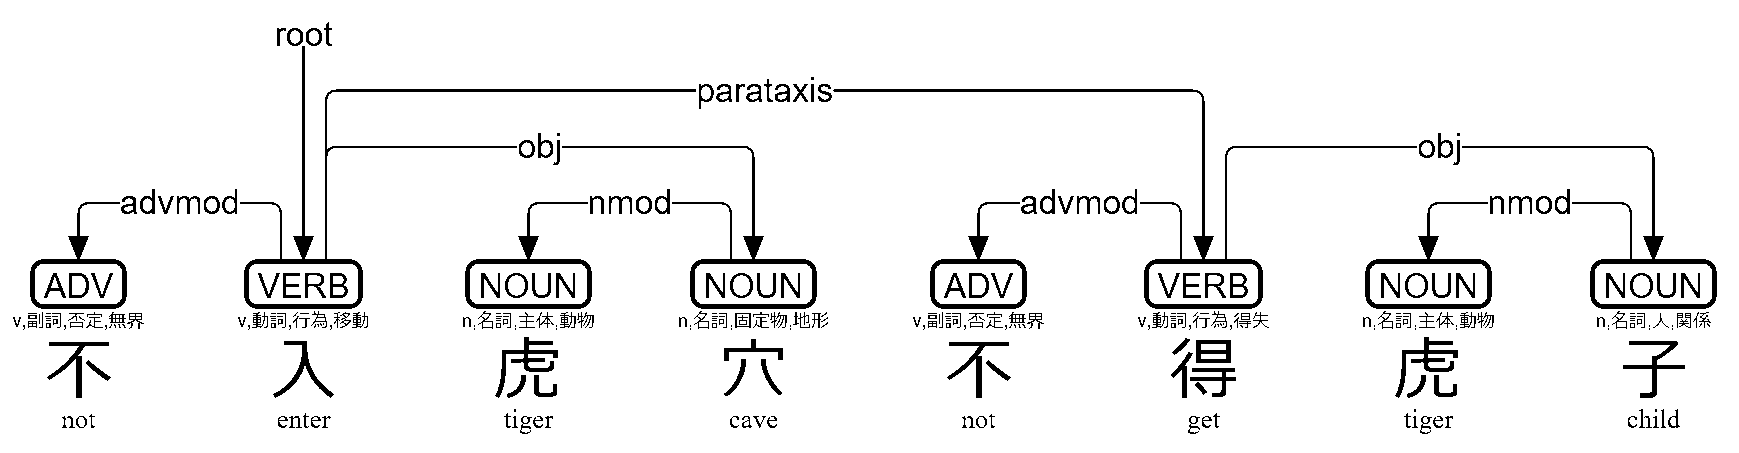 root
parataxis
obj obj
advmod nmod advmod nmod
ADV VERB NOUN NOUN ADV VERB NOUN NOUN
v,副詞,否定,無界 v,動詞,行為,移動 n,名詞,主体,動物 n,名詞,固定物,地形 v,副詞,否定,無界 v,動詞,行為,得失 n,名詞,主体,動物 n,名詞,人,関係
不 入 虎 穴 不 得 虎 子
not enter tiger cave not get tiger child